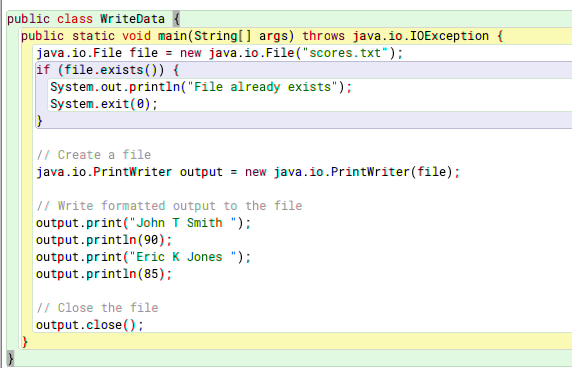 public class WriteData {
public static void main(String[] args) throws java.io.IOException {
java.io.File file = new java.io.File("scores.txt");
if (file.exists()) {
System.out.println("File already exists");
System.exit(0);
}
// Create a file
java.io.PrintWriter output = new java.io.PrintWriter(file);
// Write formatted output to the file
output.print("John T Smith ");
output.println(90);
output.print("Eric K Jones ");
output.println(85);
// Close the file
output.close();
}
}